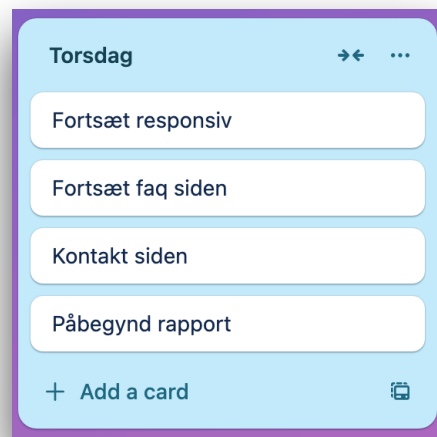 Torsdag
Fortsæt responsiv
Fortsæt faq siden
Kontakt siden
Påbegynd rapport
+ Add a card